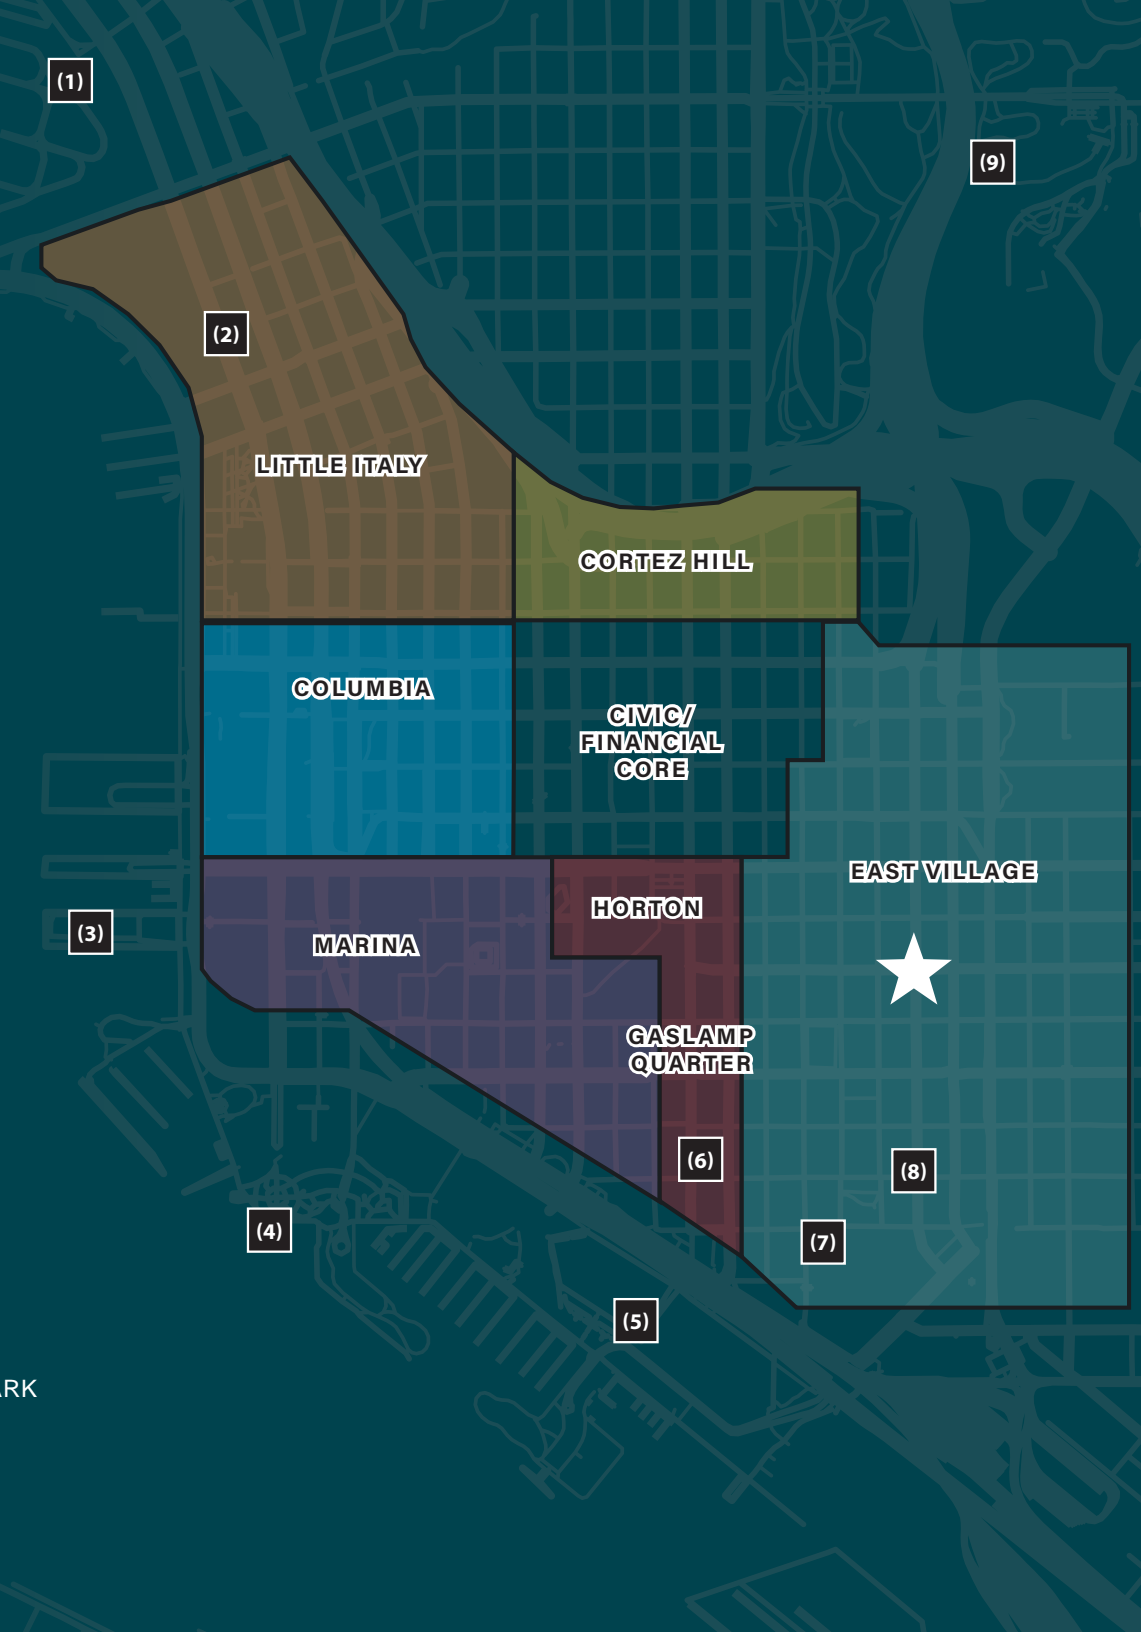 (1)
(9)
(2)
LITTLE ITALY
CORTEZ HILL
COLUMBIA
CIVIC/
FINANCIAL
CORE
EAST VILLAGE
HORTON
(3)
MARINA
GASLAMP
QUARTER
(6)
(8)
(4)
(7)
(5)
ARK